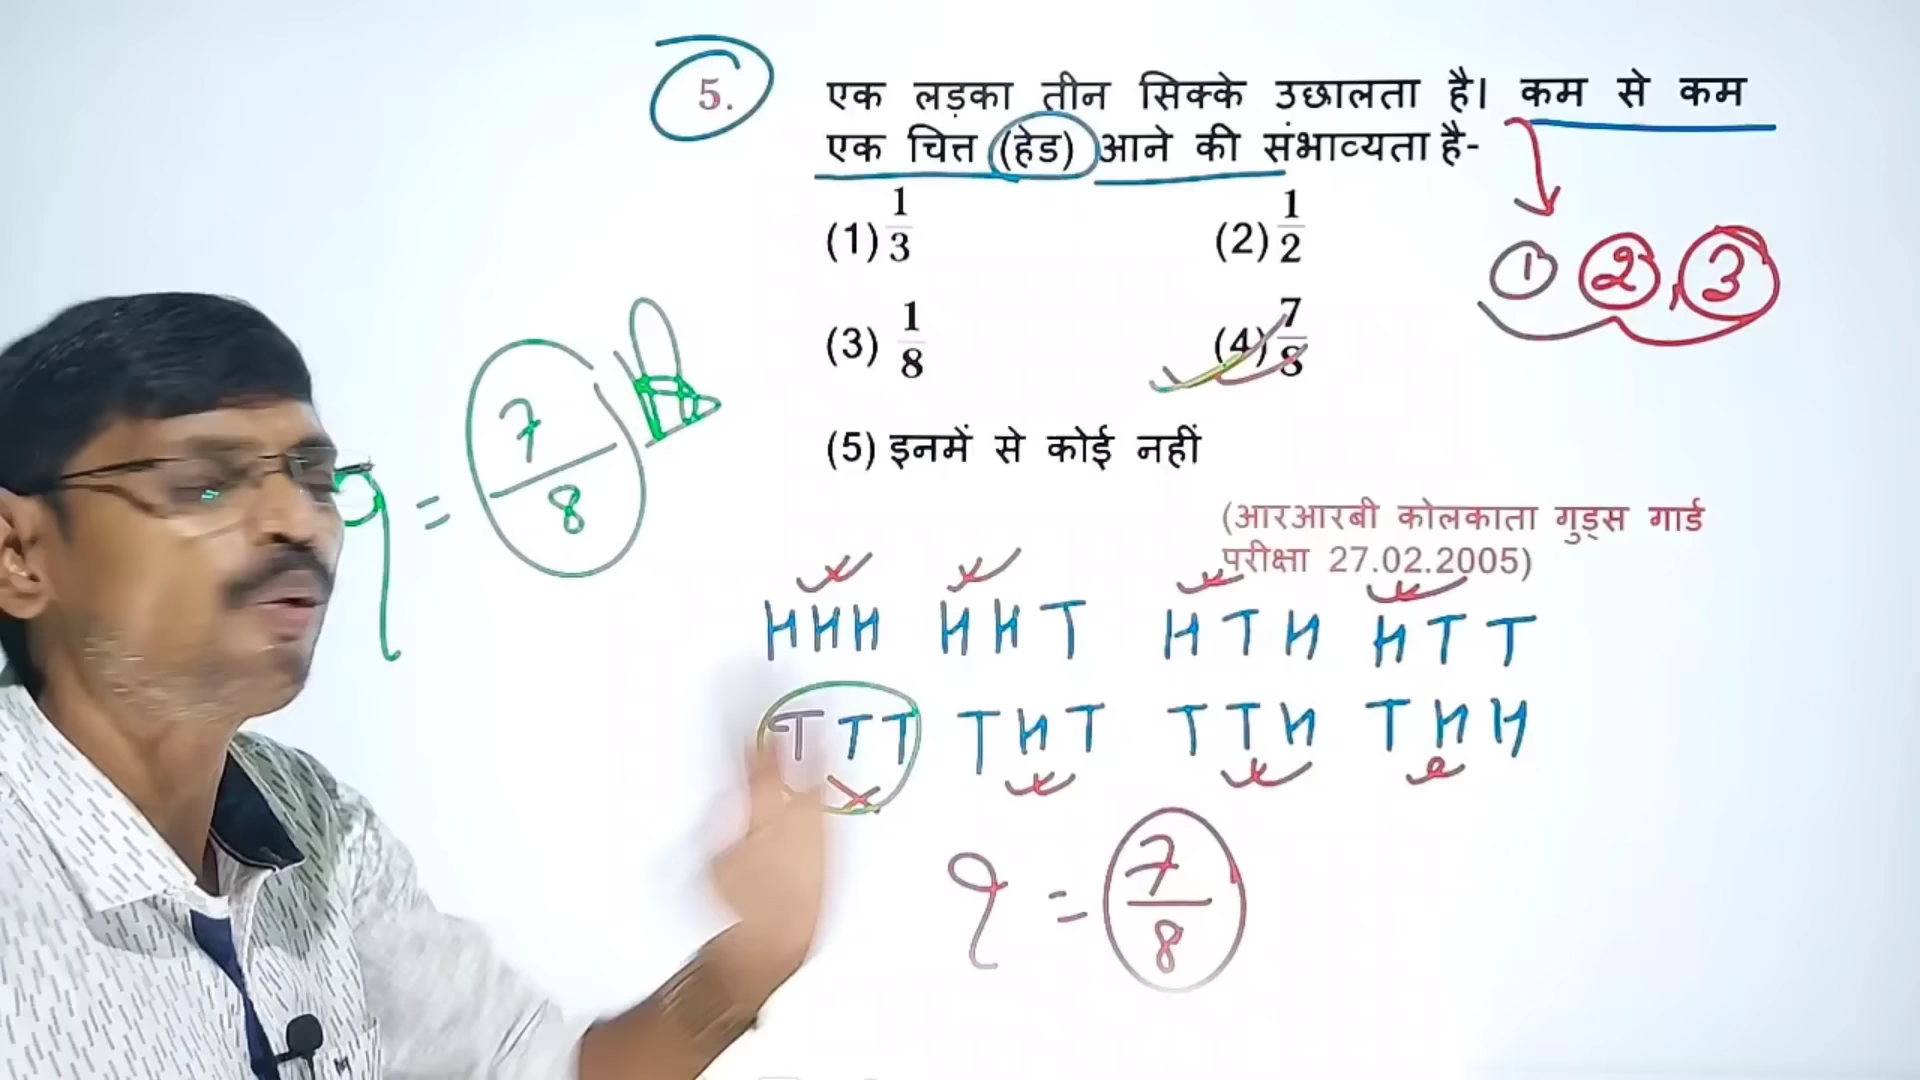 5. एक लड़का तीन सिक्के उछालता है। कम से कम
एक चित्त (हेड) आने की संभाव्यता है-
(1) 1/3 (2) 1/2
(3) 1/8 (4) 7/8
(5) इनमें से कोई नहीं
(आरआरबी कोलकाता गुड्स गार्ड
परीक्षा 27.02.2005)
1 2, 3
= 7/8
HHH HHT HTH HTT
TTT THT TTH THH
= 7/8